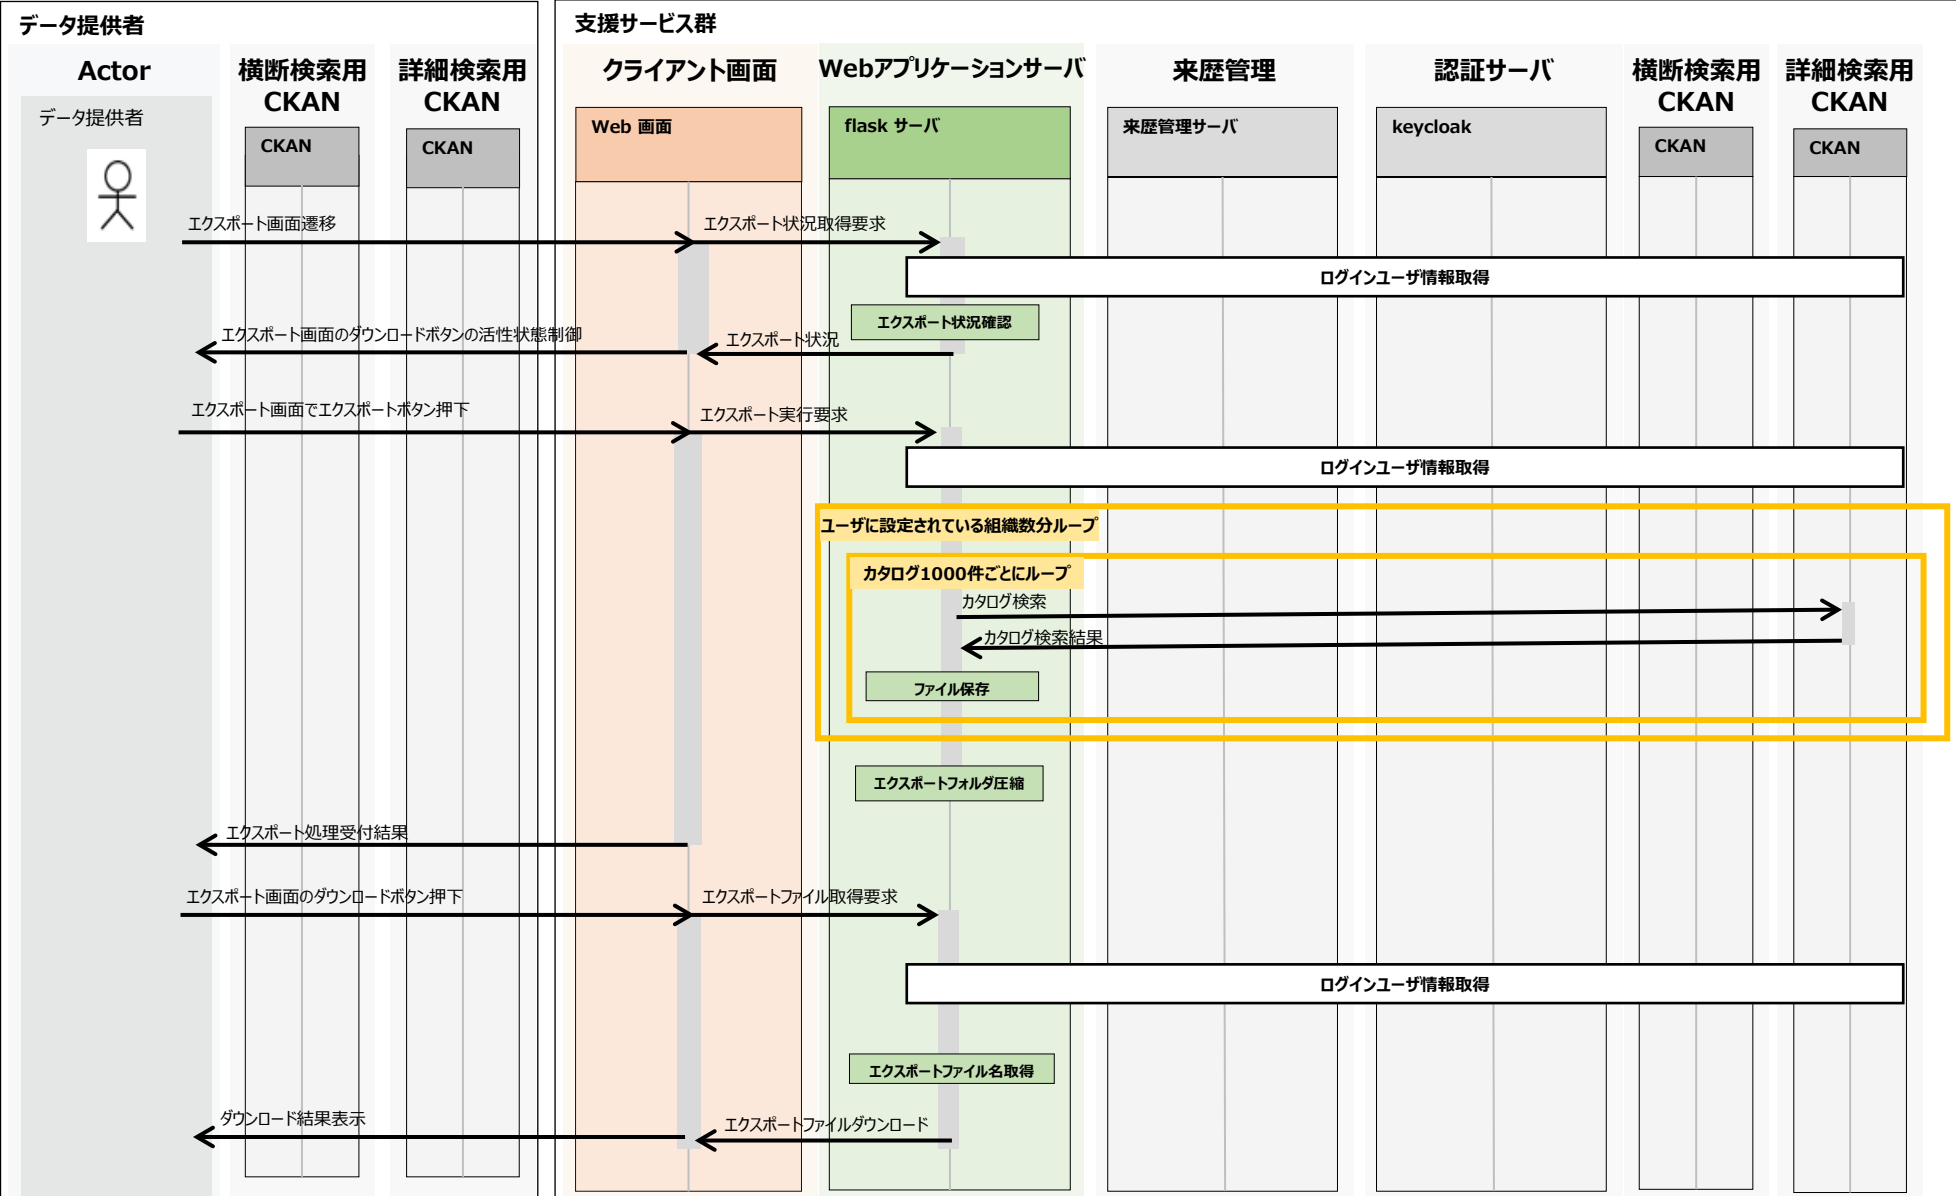 データ提供者
支援サービス群
Actor
横断検索用
CKAN
詳細検索用
CKAN
クライアント画面
Webアプリケーションサーバ
来歴管理
認証サーバ
横断検索用
CKAN
詳細検索用
CKAN
データ提供者
CKAN
CKAN
Web 画面
flask サーバ
来歴管理サーバ
keycloak
CKAN
CKAN
エクスポート画面遷移
エクスポート状況取得要求
ログインユーザ情報取得
エクスポート状況確認
エクスポート画面のダウンロードボタンの活性状態制御
エクスポート状況
エクスポート画面でエクスポートボタン押下
エクスポート実行要求
ログインユーザ情報取得
ユーザに設定されている組織数分ループ
カタログ1000件ごとにループ
カタログ検索
カタログ検索結果
ファイル保存
エクスポートフォルダ圧縮
エクスポート処理受付結果
エクスポート画面のダウンロードボタン押下
エクスポートファイル取得要求
ログインユーザ情報取得
エクスポートファイル名取得
ダウンロード結果表示
エクスポートファイルダウンロード